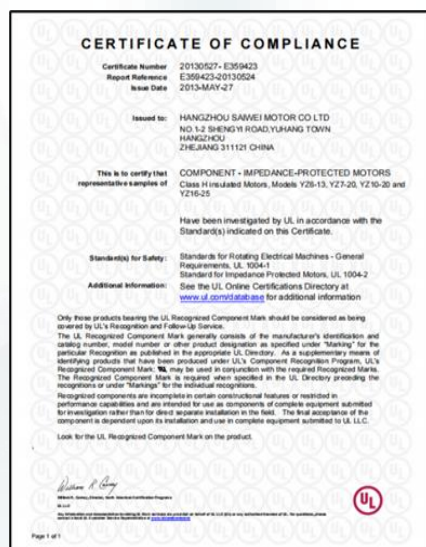 CERTIFICATE OF COMPLIANCE
Certificate Number 20130527- E359423
Report Reference E359423-20130524
Issue Date 2013-MAY-27
Issued to: HANGZHOU SAIWEI MOTOR CO LTD
NO.1-2 SHENGYI ROAD,YUHANG TOWN
HANGZHOU
ZHEJIANG 311121 CHINA
This is to certify that COMPONENT - IMPEDANCE-PROTECTED MOTORS
representative samples of Class H insulated Motors, Models YZ6-13, YZ7-20, YZ10-20 and
YZ16-25
Have been investigated by UL in accordance with the
Standard(s) indicated on this Certificate.
Standard(s) for Safety: Standards for Rotating Electrical Machines - General
Requirements, UL 1004-1
Standard for Impedance Protected Motors, UL 1004-2
Additional Information: See the UL Online Certifications Directory at
www.ul.com/database for additional information
Only those products bearing the UL Recognized Component Mark should be considered as being
covered by UL's Recognition and Follow-Up Service.
The UL Recognized Component Mark generally consists of the manufacturer's identification and
catalog number, model number or other product designation as specified under "Marking" for the
particular Recognition as published in the appropriate UL Directory. As a supplementary means of
identifying products that have been produced under UL's Component Recognition Program, UL's
Recognized Component Mark: may be used in conjunction with the required Recognized Marks.
The Recognized Component Mark is required when specified in the UL Directory preceding the
recognitions or under "Markings" for the individual recognitions.
Recognized components are incomplete in certain constructional features or restricted in
performance capabilities and are intended for use as components of complete equipment submitted
for investigation rather than for direct separate installation in the field. The final acceptance of the
component is dependent upon its installation and use in complete equipment submitted to UL LLC.
Look for the UL Recognized Component Mark on the product.
William R. Carney, Director, North American Certification Programs
UL LLC
UL
Page 1 of 1